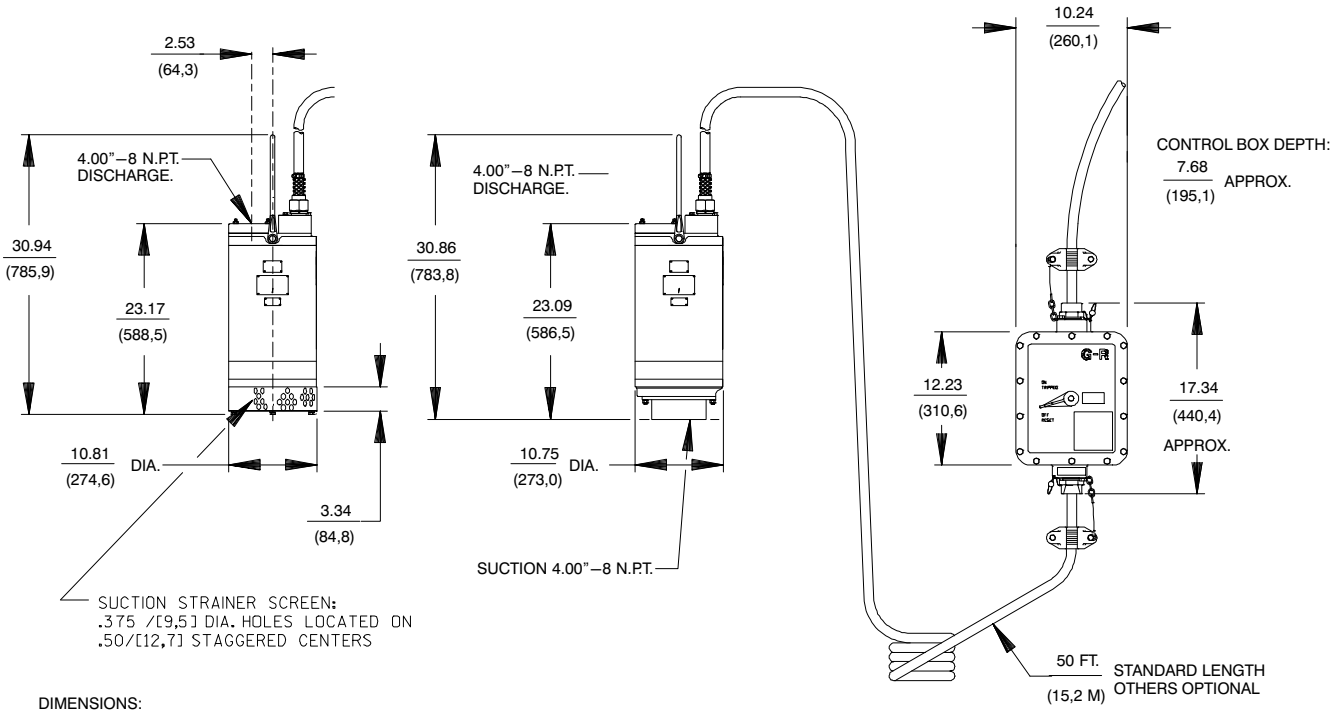 2.53
(64,3)
10.24
(260,1)
4.00”–8 N.P.T.
DISCHARGE.
4.00”–8 N.P.T.
DISCHARGE.
CONTROL BOX DEPTH:
7.68
(195,1)
APPROX.
30.94
(785,9)
23.17
(588,5)
30.86
(783,8)
23.09
(586,5)
G-R
ON
TRIPPED
OFF
RESET
12.23
(310,6)
17.34
(440,4)
APPROX.
10.81
(274,6)
DIA.
10.75
(273,0)
DIA.
3.34
(84,8)
SUCTION 4.00”–8 N.P.T.
SUCTION STRAINER SCREEN:
.375 /[9,5] DIA. HOLES LOCATED ON
.50/[12,7] STAGGERED CENTERS
50 FT.
(15,2 M)
STANDARD LENGTH
OTHERS OPTIONAL
DIMENSIONS: